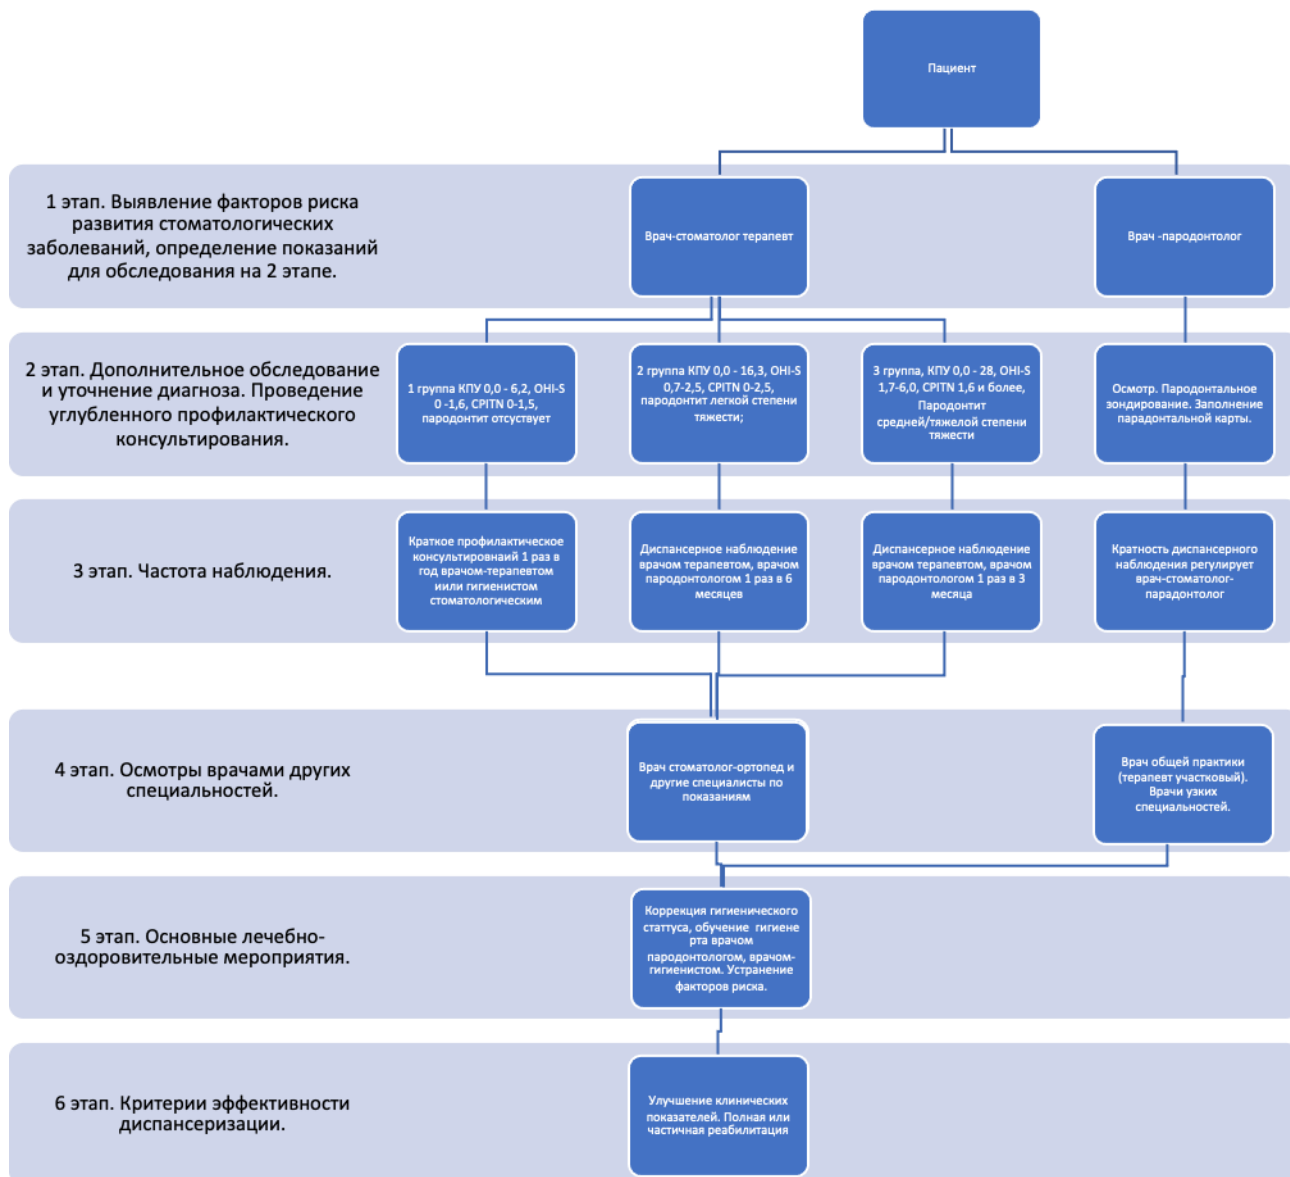 Пациент
1 этап. Выявление факторов риска
развития стоматологических
заболеваний, определение показаний
для обследования на 2 этапе.
Врач-стоматолог терапевт
Врач -пародонтолог
2 этап. Дополнительное обследование
и уточнение диагноза. Проведение
углубленного профилактического
консультирования.
1 группа КПУ 0,0 - 6,2, OHI-S
0 -1,6, CPITN 0-1,5,
пародонтит отсуствует
2 группа КПУ 0,0 - 16,3, OHI-S
0,7-2,5, CPITN 0-2,5,
пародонтит легкой степени
тяжести;
3 группа, КПУ 0,0 - 28, OHI-S
1,7-6,0, CPITN 1,6 и более,
Пародонтит
средней/тяжелой степени
тяжести
Осмотр. Пародонтальное
зондирование. Заполнение
парадонтальной карты.
3 этап. Частота наблюдения.
Краткое профилактическое
консультировнаий 1 раз в
год врачом-терапевтом
иили гигиенистом
стоматологическим
Диспансерное наблюдение
врачом терапевтом, врачом
пародонтологом 1 раз в 6
месяцев
Диспансерное наблюдение
врачом терапевтом, врачом
пародонтологом 1 раз в 3
месяца
Кратность диспансерного
наблюдения регулирует
врач-стоматолог-
парадонтолог
4 этап. Осмотры врачами других
специальностей.
Врач стоматолог-ортопед и
другие специалисты по
показаниям
Врач общей практики
(терапевт участковый).
Врачи узких
специальностей.
5 этап. Основные лечебно-
оздоровительные мероприятия.
Коррекция гигиенического
статтуса, обучение гигиене
рта врачом
пародонтологом, врачом-
гигиенистом. Устранение
факторов риска.
6 этап. Критерии эффективности
диспансеризации.
Улучшение клинических
показателей. Полная или
частичная реабилитация